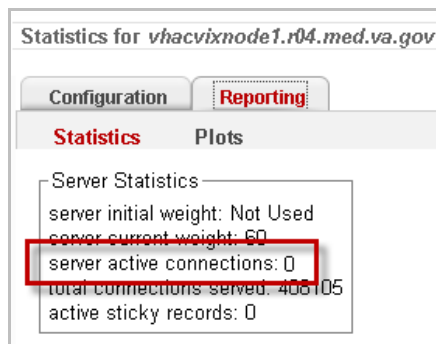 Statistics for vhacvixnode1.r04.med.va.gov
Configuration Reporting
Statistics Plots
Server Statistics
server initial weight: Not Used
server current weight: 60
server active connections: 0
total connections served: 408105
active sticky records: 0